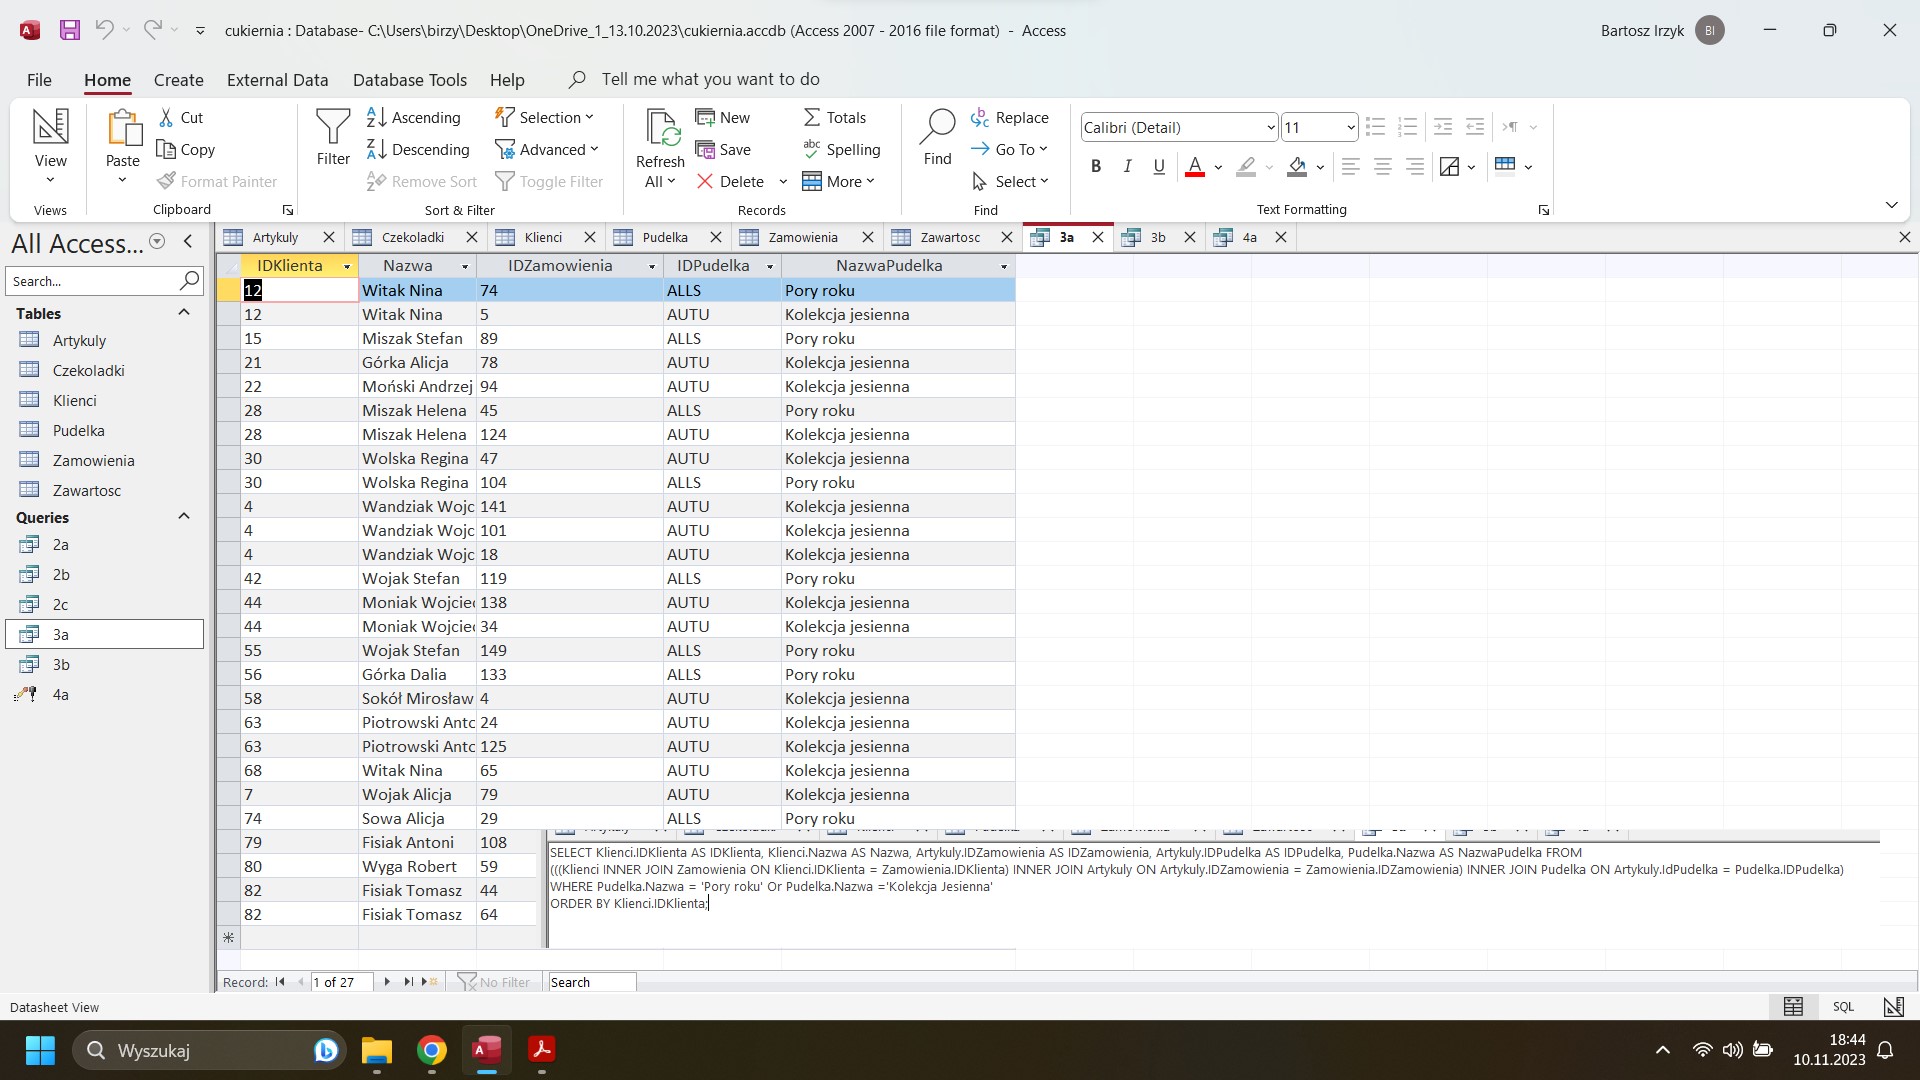 cukiernia : Database- C:\Users\birzy\Desktop\OneDrive_1_13.10.2023\cukiernia.accdb (Access 2007 - 2016 file format) - Access
Bartosz Irzyk BI
File Home Create External Data Database Tools Help Tell me what you want to do
View
Views
Paste
Cut
Copy
Format Painter
Clipboard
Filter
Ascending
Descending
Remove Sort
Selection
Advanced
Toggle Filter
Sort & Filter
Refresh
All
New
Save
Delete
Totals
Spelling
More
Records
Find
Replace
Go To
Select
Find
Calibri (Detail) 11
B I U A
Text Formatting
All Access...
Search...
Tables
Artykuly
Czekoladki
Klienci
Pudelka
Zamowienia
Zawartosc
Queries
2a
2b
2c
3a
3b
4a
Artykuly Czekoladki Klienci Pudelka Zamowienia Zawartosc 3a 3b 4a
IDKlienta Nazwa IDZamowienia IDPudelka NazwaPudelka
12 Witak Nina 74 ALLS Pory roku
12 Witak Nina 5 AUTU Kolekcja jesienna
15 Miszak Stefan 89 ALLS Pory roku
21 Górka Alicja 78 AUTU Kolekcja jesienna
22 Moński Andrzej 94 AUTU Kolekcja jesienna
28 Miszak Helena 45 ALLS Pory roku
28 Miszak Helena 124 AUTU Kolekcja jesienna
30 Wolska Regina 47 AUTU Kolekcja jesienna
30 Wolska Regina 104 ALLS Pory roku
4 Wandziak Wojc 141 AUTU Kolekcja jesienna
4 Wandziak Wojc 101 AUTU Kolekcja jesienna
4 Wandziak Wojc 18 AUTU Kolekcja jesienna
42 Wojak Stefan 119 ALLS Pory roku
44 Moniak Wojciec 138 AUTU Kolekcja jesienna
44 Moniak Wojciec 34 AUTU Kolekcja jesienna
55 Wojak Stefan 149 ALLS Pory roku
56 Górka Dalia 133 ALLS Pory roku
58 Sokół Mirosław 4 AUTU Kolekcja jesienna
63 Piotrowski Antc 24 AUTU Kolekcja jesienna
63 Piotrowski Antc 125 AUTU Kolekcja jesienna
68 Witak Nina 65 AUTU Kolekcja jesienna
7 Wojak Alicja 79 AUTU Kolekcja jesienna
74 Sowa Alicja 29 ALLS Pory roku
79 Fisiak Antoni 108
80 Wyga Robert 59
82 Fisiak Tomasz 44
82 Fisiak Tomasz 64
SELECT Klienci.IDKlienta AS IDKlienta, Klienci.Nazwa AS Nazwa, Artykuly.IDZamowienia AS IDZamowienia, Artykuly.IDPudelka AS IDPudelka, Pudelka.Nazwa AS NazwaPudelka FROM
(((Klienci INNER JOIN Zamowienia ON Klienci.IDKlienta = Zamowienia.IDKlienta) INNER JOIN Artykuly ON Artykuly.IDZamowienia = Zamowienia.IDZamowienia) INNER JOIN Pudelka ON Artykuly.IdPudelka = Pudelka.IDPudelka)
WHERE Pudelka.Nazwa = 'Pory roku' Or Pudelka.Nazwa ='Kolekcja Jesienna'
ORDER BY Klienci.IDKlienta;
Record: 1 of 27 No Filter Search
Datasheet View
SQL
Wyszukaj
18:44
10.11.2023